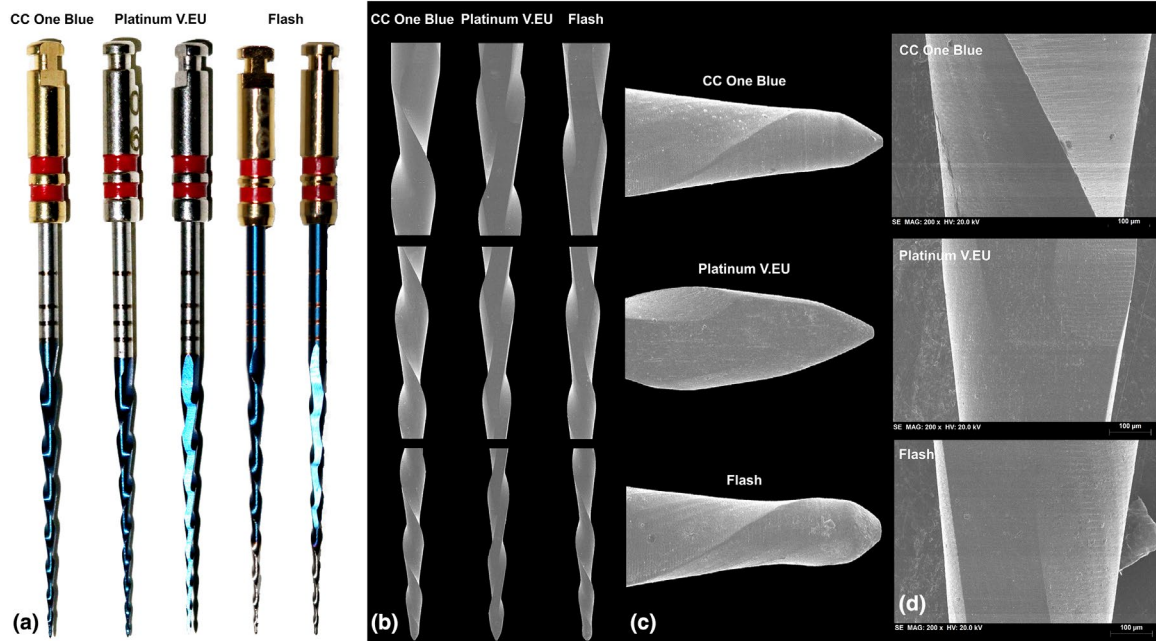 CC One Blue Platinum V.EU Flash
06
(a)
CC One Blue Platinum V.EU Flash
(b)
CC One Blue
Platinum V.EU
Flash
(c)
CC One Blue
100 µm
SE MAG: 200 x HV: 20.0 kV
Platinum V.EU
100 µm
SE MAG: 200 x HV: 20.0 kV
Flash
(d)
100 µm
SE MAG: 200 x HV: 20.0 kV